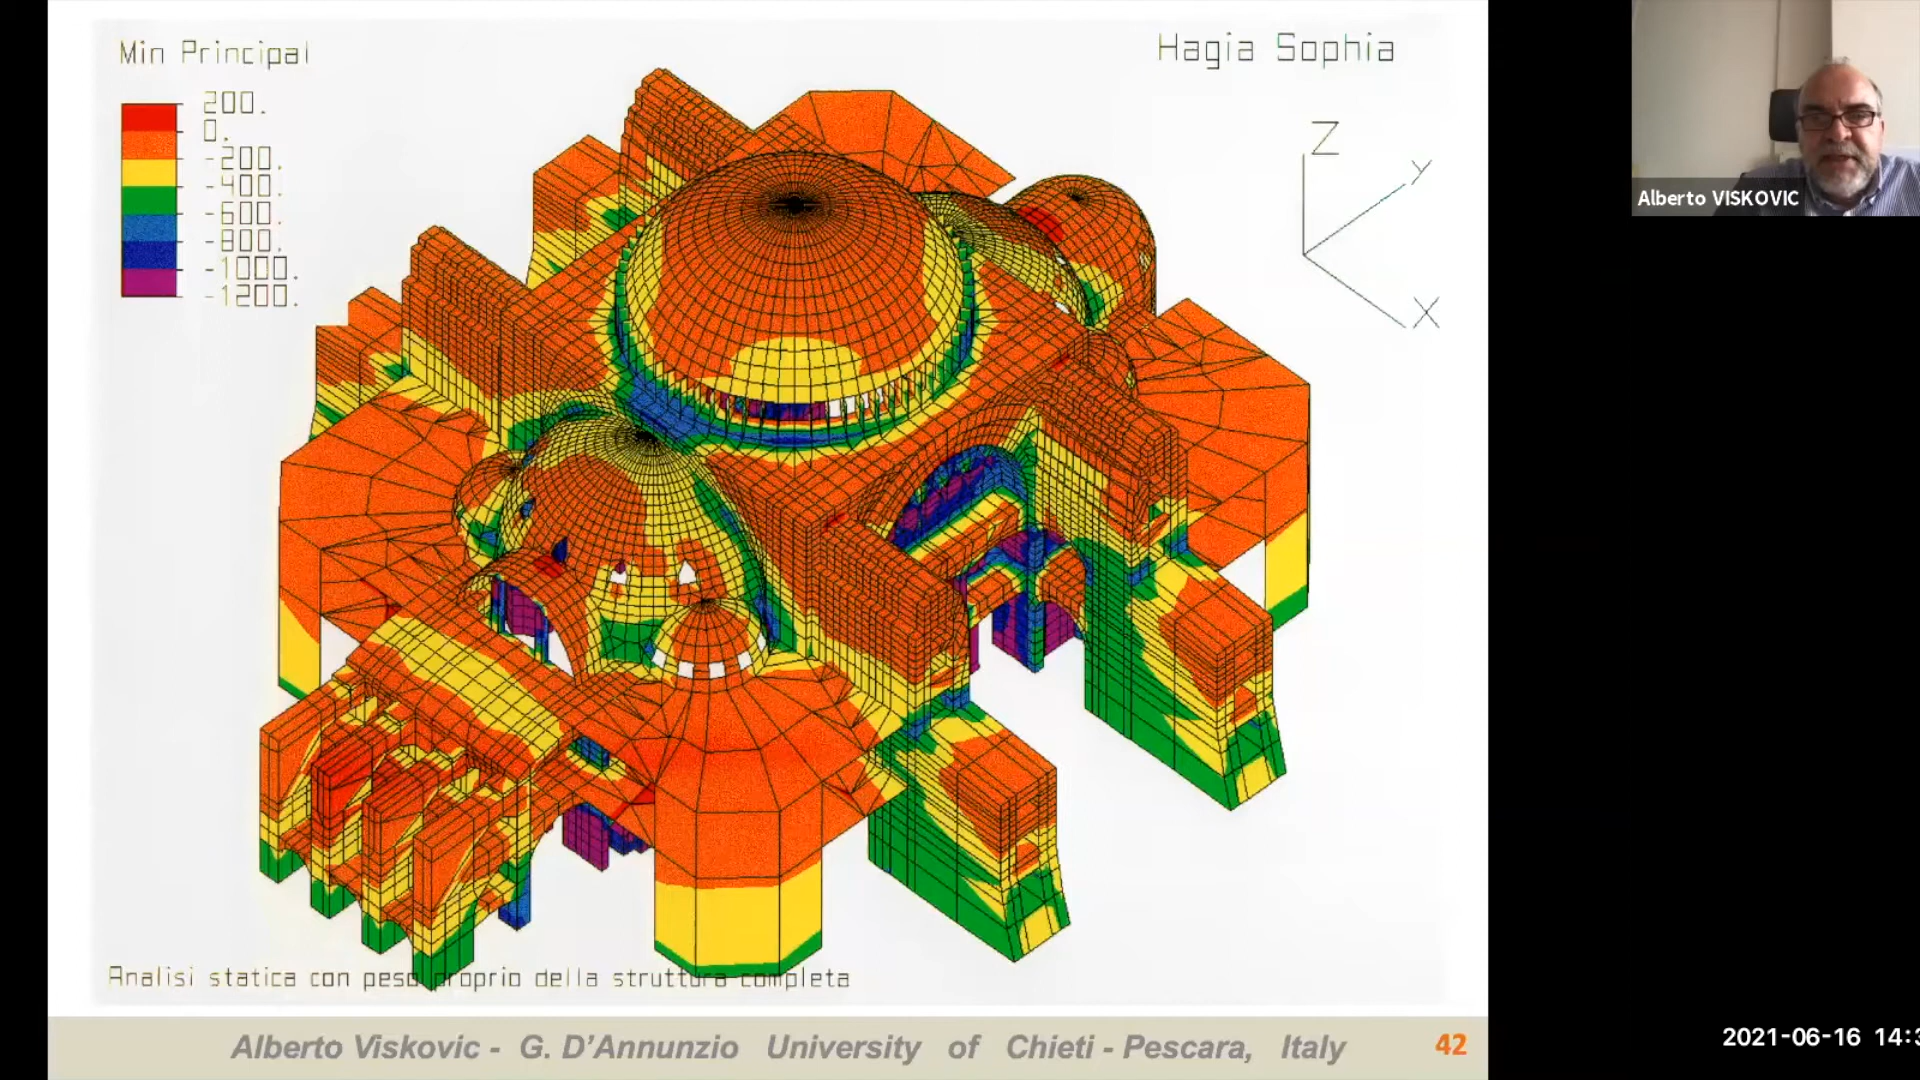 Min Principal
Hagia Sophia
200.
0.
-200.
-400.
-600.
-800.
-1000.
-1200.
Z
Y
X
Alberto VISKOVIC
Analisi statica con peso proprio della struttura completa
Alberto Viskovic - G. D'Annunzio University of Chieti - Pescara, Italy
42
2021-06-16 14:3